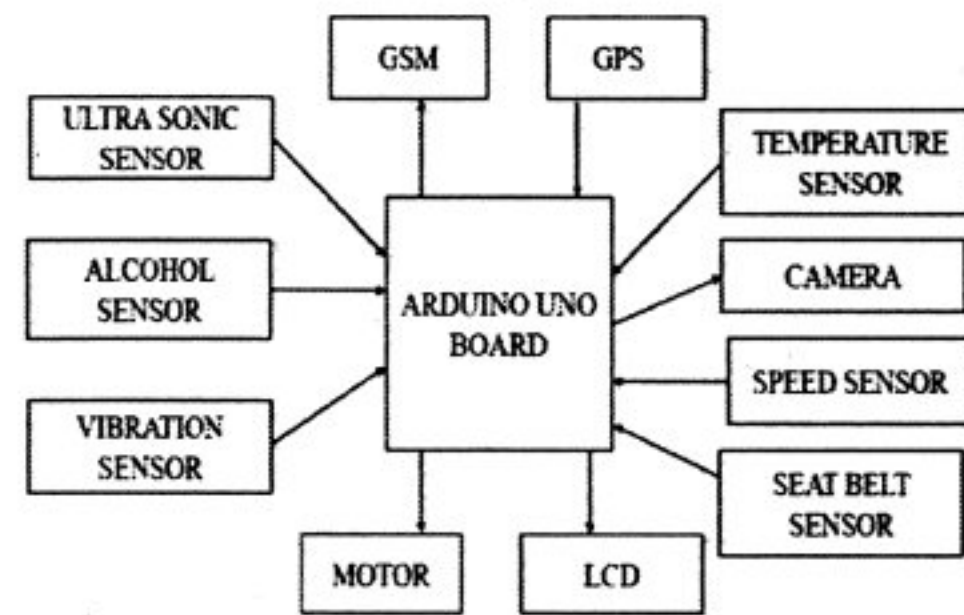 GSM
GPS
ULTRA SONIC
SENSOR
TEMPERATURE
SENSOR
ALCOHOL
SENSOR
ARDUINO UNO
BOARD
CAMERA
SPEED SENSOR
VIBRATION
SENSOR
SEAT BELT
SENSOR
MOTOR
LCD